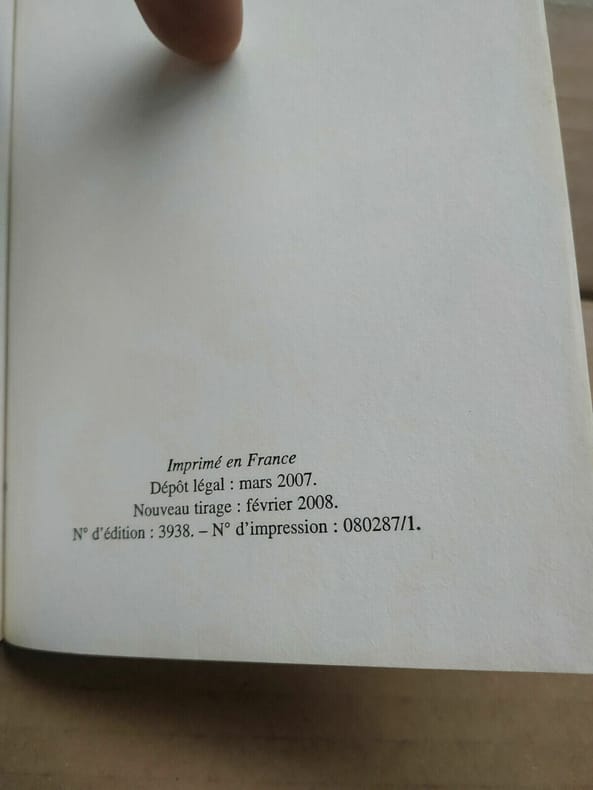 Imprimé en France
Dépôt légal : mars 2007.
Nouveau tirage : février 2008.
N° d'édition : 3938. – N° d'impression : 080287/1.